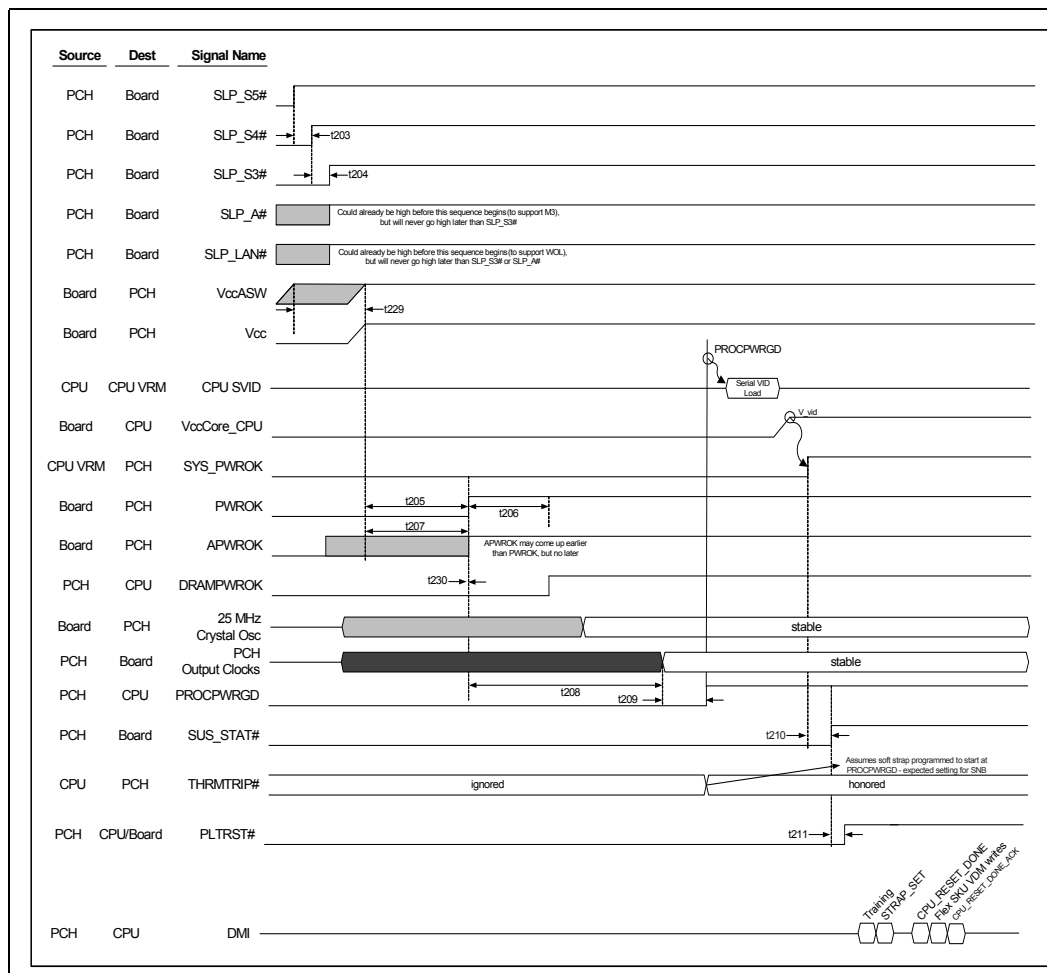 Source Dest Signal Name
PCH Board SLP_S5#
PCH Board SLP_S4# t203
PCH Board SLP_S3# t204
PCH Board SLP_A# Could already be high before this sequence begins (to support M3),
but will never go high later than SLP_S3#
PCH Board SLP_LAN# Could already be high before this sequence begins (to support WOL),
but will never go high later than SLP_S3# or SLP_A#
Board PCH VccASW
t229
Board PCH Vcc
PROCPWRGD
CPU CPU VRM CPU SVID Serial VID
Load
V_vid
Board CPU VccCore_CPU
CPU VRM PCH SYS_PWROK
Board PCH PWROK t205 t206
t207
Board PCH APWROK APWROK may come up earlier
than PWROK, but no later
PCH CPU DRAMPWROK t230
Board PCH 25 MHz
Crystal Osc stable
PCH Board PCH
Output Clocks stable
t208
PCH CPU PROCPWRGD t209
PCH Board SUS_STAT# t210
Assumes soft strap programmed to start at
PROCPWRGD - expected setting for SNB
CPU PCH THRMTRIP# ignored honored
PCH CPU/Board PLTRST# t211
Training
STRAP_SET
CPU_RESET_DONE
Flex SKU VDM writes
CPU_RESET_DONE_ACK
PCH CPU DMI